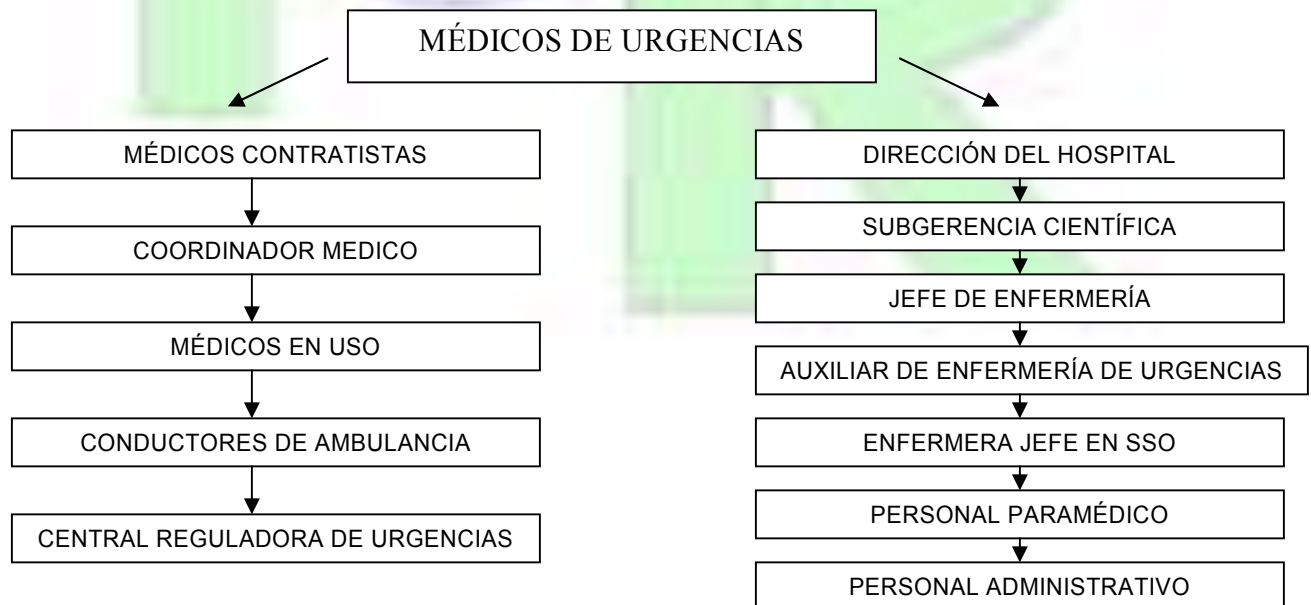 MÉDICOS DE URGENCIAS
MÉDICOS CONTRATISTAS
COORDINADOR MEDICO
MÉDICOS EN USO
CONDUCTORES DE AMBULANCIA
CENTRAL REGULADORA DE URGENCIAS
DIRECCIÓN DEL HOSPITAL
SUBGERENCIA CIENTÍFICA
JEFE DE ENFERMERÍA
AUXILIAR DE ENFERMERÍA DE URGENCIAS
ENFERMERA JEFE EN SSO
PERSONAL PARAMÉDICO
PERSONAL ADMINISTRATIVO